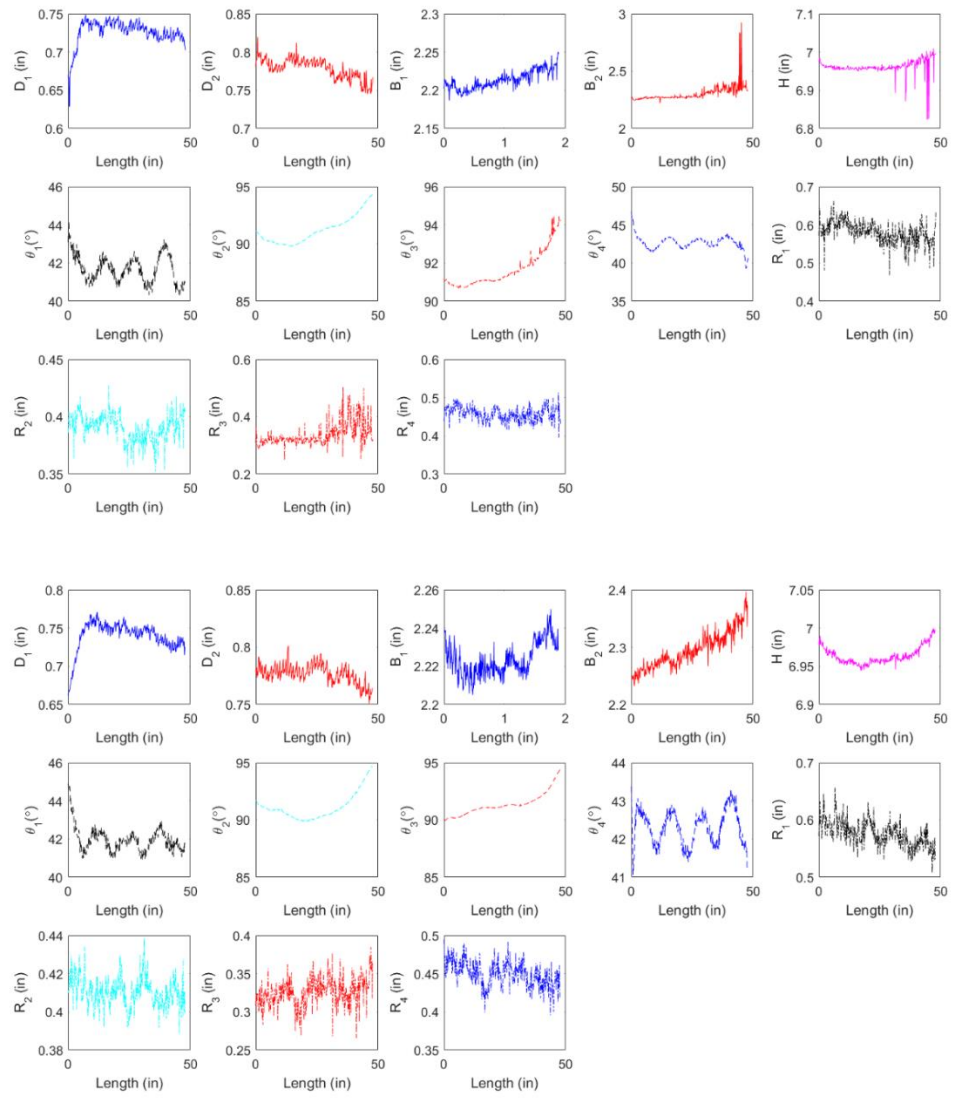 D1 (in) 0.75 0.7 0.65 0.6 0 50 Length (in)
D2 (in) 0.85 0.8 0.75 0.7 0 50 Length (in)
B1 (in) 2.3 2.25 2.2 2.15 0 1 2 Length (in)
B2 (in) 3 2.5 2 0 50 Length (in)
H (in) 7.1 7 6.9 6.8 0 50 Length (in)
θ1(°) 46 44 42 40 0 50 Length (in)
θ2(°) 95 90 85 0 50 Length (in)
θ3(°) 96 94 92 90 0 50 Length (in)
θ4(°) 50 45 40 35 0 50 Length (in)
R1 (in) 0.7 0.6 0.5 0.4 0 50 Length (in)
R2 (in) 0.45 0.4 0.35 0 50 Length (in)
R3 (in) 0.6 0.4 0.2 0 50 Length (in)
R4 (in) 0.6 0.5 0.4 0.3 0 50 Length (in)
D1 (in) 0.8 0.75 0.7 0.65 0 50 Length (in)
D2 (in) 0.85 0.8 0.75 0 50 Length (in)
B1 (in) 2.26 2.24 2.22 2.2 0 1 2 Length (in)
B2 (in) 2.4 2.3 2.2 0 50 Length (in)
H (in) 7.05 7 6.95 6.9 0 50 Length (in)
θ1(°) 46 44 42 40 0 50 Length (in)
θ2(°) 95 90 85 0 50 Length (in)
θ3(°) 95 90 85 0 50 Length (in)
θ4(°) 44 43 42 41 0 50 Length (in)
R1 (in) 0.7 0.6 0.5 0 50 Length (in)
R2 (in) 0.44 0.42 0.4 0.38 0 50 Length (in)
R3 (in) 0.4 0.35 0.3 0.25 0 50 Length (in)
R4 (in) 0.5 0.45 0.4 0.35 0 50 Length (in)